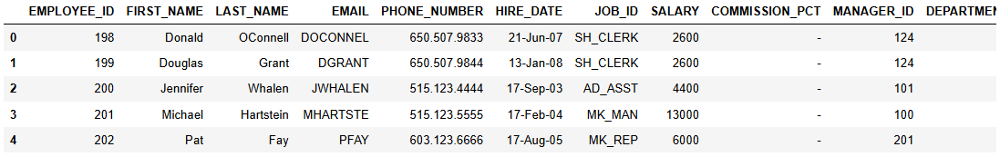 EMPLOYEE_ID FIRST_NAME LAST_NAME EMAIL PHONE_NUMBER HIRE_DATE JOB_ID SALARY COMMISSION_PCT MANAGER_ID DEPARTMEN
0 198 Donald OConnell DOCONNEL 650.507.9833 21-Jun-07 SH_CLERK 2600 - 124
1 199 Douglas Grant DGRANT 650.507.9844 13-Jan-08 SH_CLERK 2600 - 124
2 200 Jennifer Whalen JWHALEN 515.123.4444 17-Sep-03 AD_ASST 4400 - 101
3 201 Michael Hartstein MHARTSTE 515.123.5555 17-Feb-04 MK_MAN 13000 - 100
4 202 Pat Fay PFAY 603.123.6666 17-Aug-05 MK_REP 6000 - 201